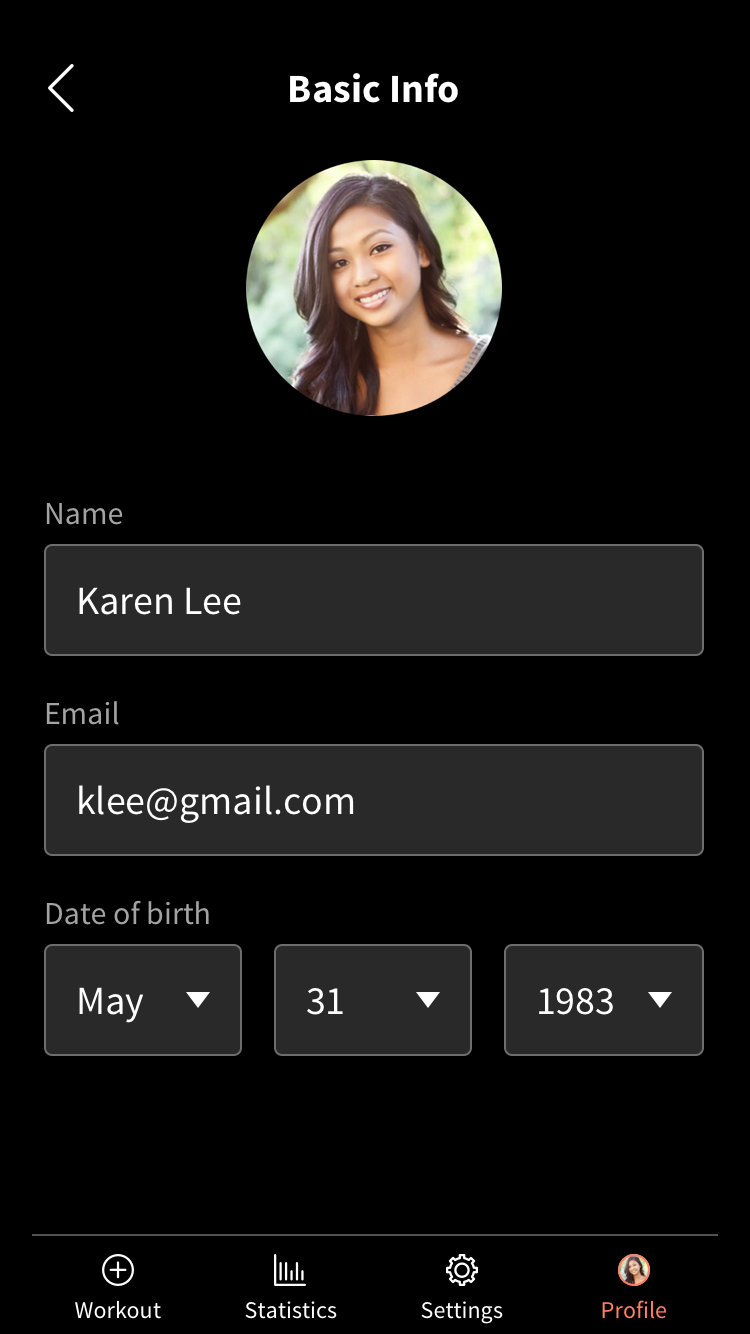 Basic Info
Name
Karen Lee
Email
klee@gmail.com
Date of birth
May 31 1983
Workout Statistics Settings Profile